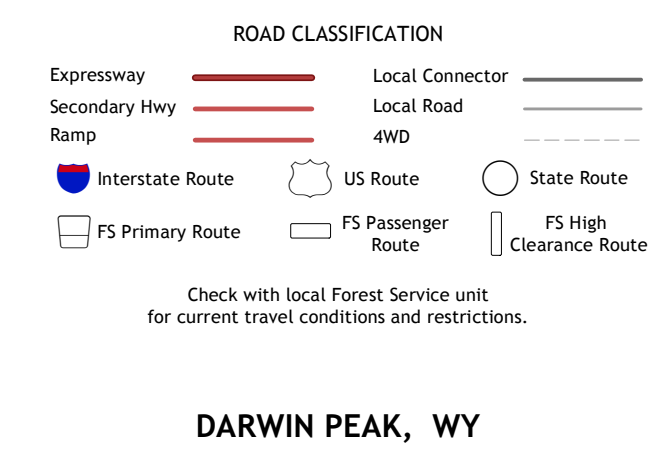 ROAD CLASSIFICATION
Expressway
Local Connector
Secondary Hwy
Local Road
Ramp
4WD
Interstate Route
US Route
State Route
FS Primary Route
FS Passenger
Route
FS High
Clearance Route
Check with local Forest Service unit
for current travel conditions and restrictions.
DARWIN PEAK, WY